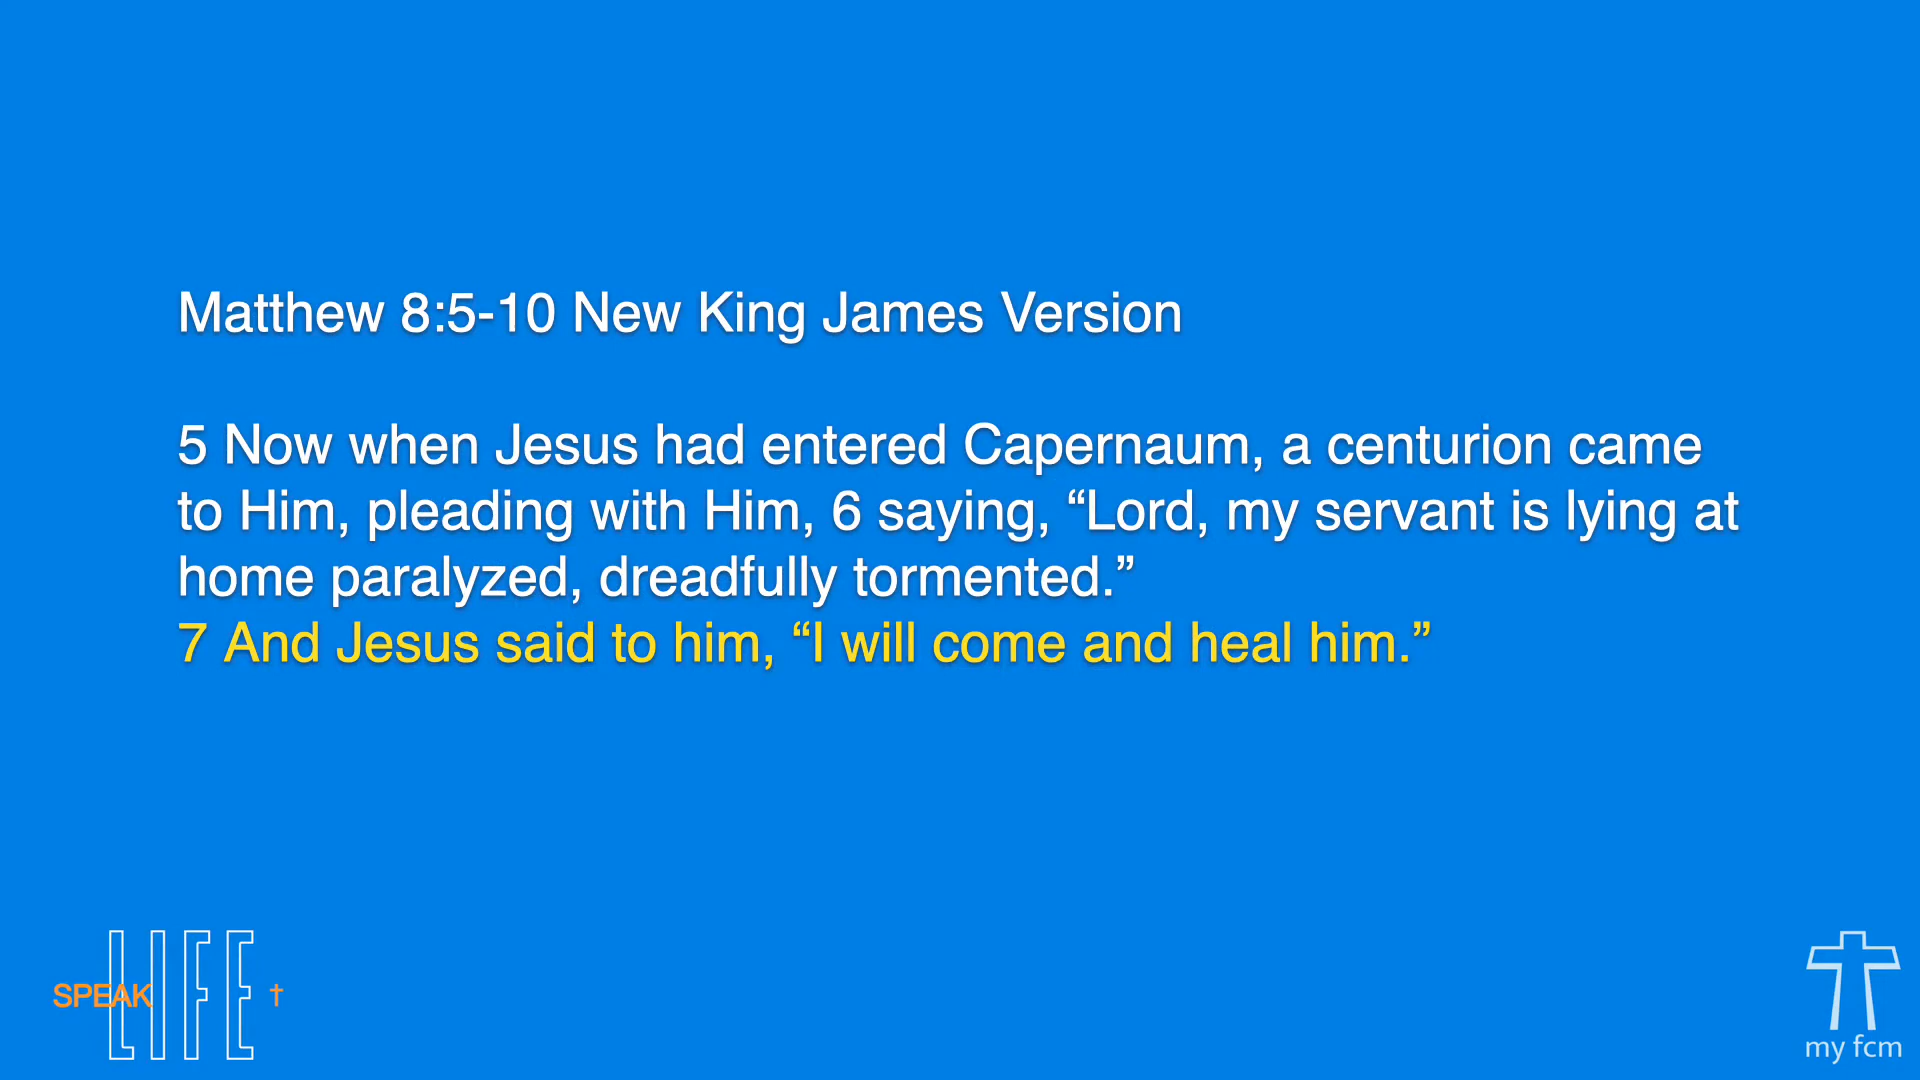 Matthew 8:5-10 New King James Version
5 Now when Jesus had entered Capernaum, a centurion came
to Him, pleading with Him, 6 saying, “Lord, my servant is lying at
home paralyzed, dreadfully tormented.”
7 And Jesus said to him, “I will come and heal him.”
SPEAK LIFE
my fcm